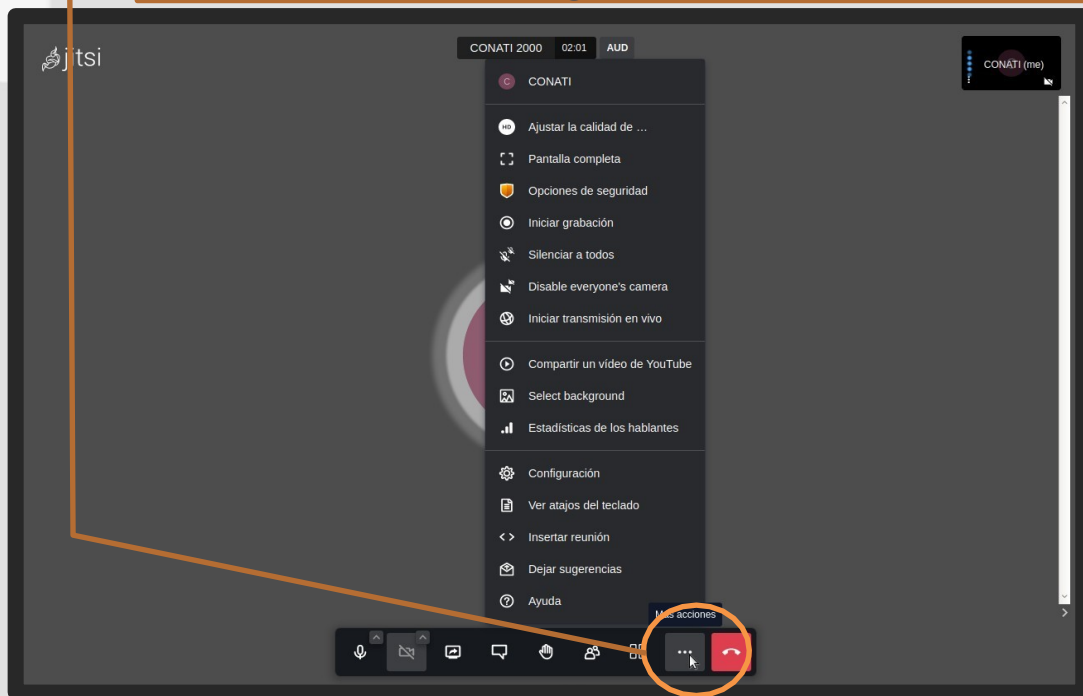 jitsi
CONATI 2000 02:01 AUD
CONATI (me)
C CONATI
HD Ajustar la calidad de ...
Pantalla completa
Opciones de seguridad
Iniciar grabación
Silenciar a todos
Disable everyone's camera
Iniciar transmisión en vivo
Compartir un vídeo de YouTube
Select background
Estadísticas de los hablantes
Configuración
Ver atajos del teclado
Insertar reunión
Dejar sugerencias
Ayuda
Más acciones